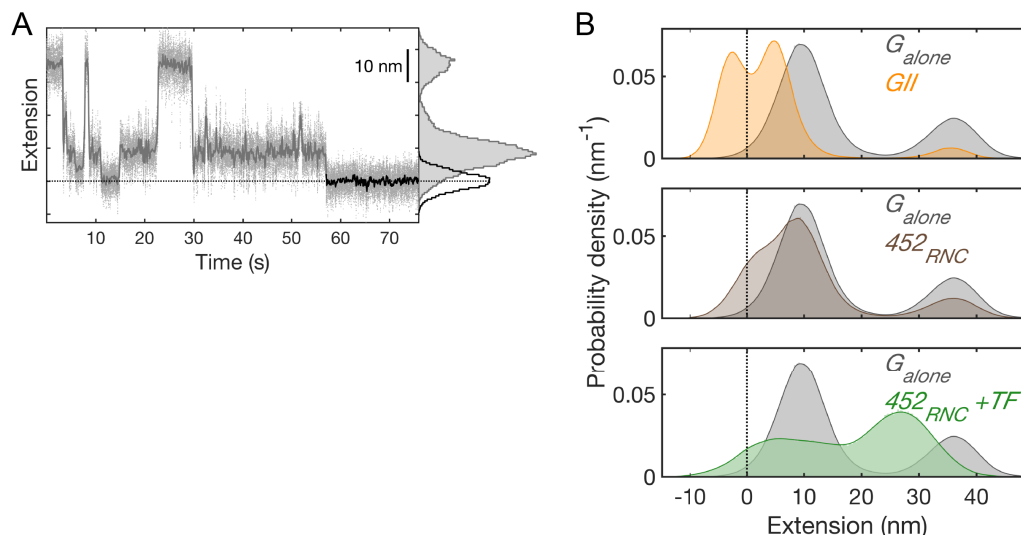 A
Extension
10 nm
10 20 30 40 50 60 70
Time (s)
B
Probability density (nm⁻¹)
0.05
0
G_alone
GII
0.05
0
G_alone
452_RNC
0.05
0
G_alone
452_RNC +TF
-10 0 10 20 30 40
Extension (nm)